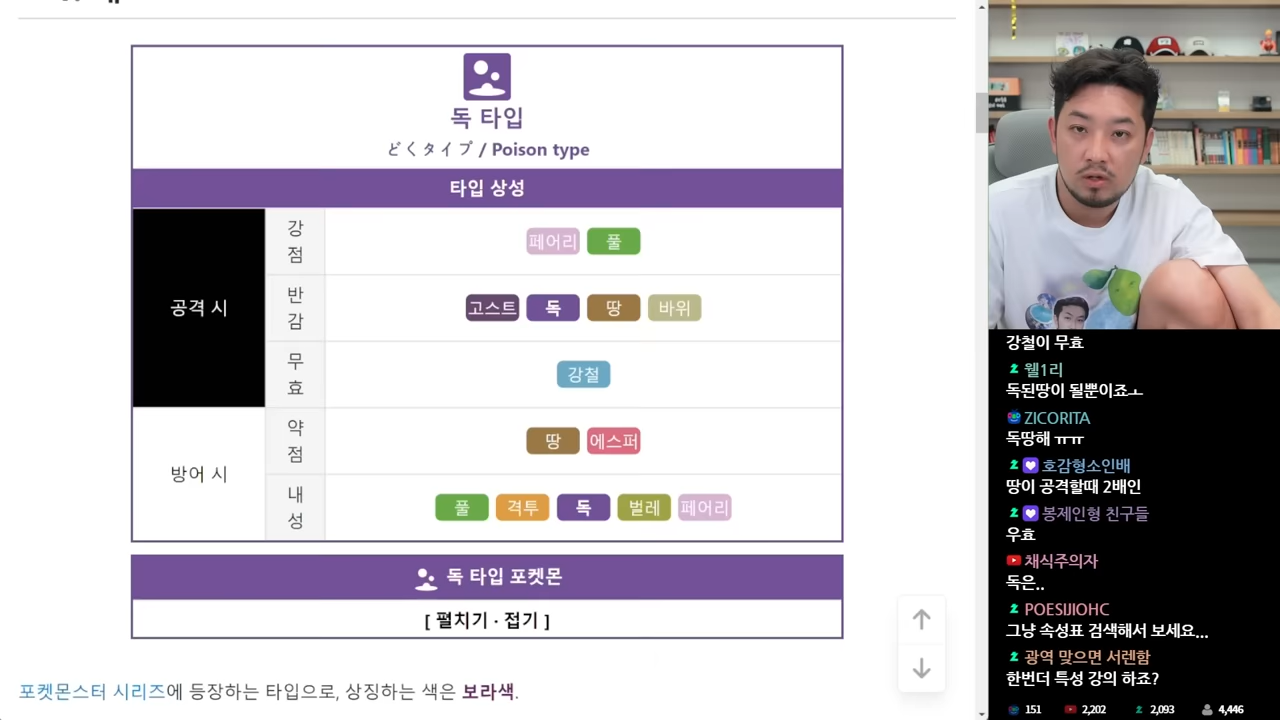 독 타입
どくタイプ / Poison type
타입 상성
공격 시
강점
페어리 풀
반감
고스트 독 땅 바위
무효
강철
방어 시
약점
땅 에스퍼
내성
풀 격투 독 벌레 페어리
독 타입 포켓몬
[ 펼치기 · 접기 ]
포켓몬스터 시리즈에 등장하는 타입으로, 상징하는 색은 보라색.
강철이 무효
웰1리
독된땅이 될뿐이죠ㅗ
ZICORITA
독땅해 ㅠㅠ
호감형소인배
땅이 공격할때 2배인
봉제인형 친구들
우효
채식주의자
독은..
POESIJIOHC
그냥 속성표 검색해서 보세요...
광역 맞으면 서렌함
한번더 특성 강의 하죠?
151 2,202 2,093 4,446